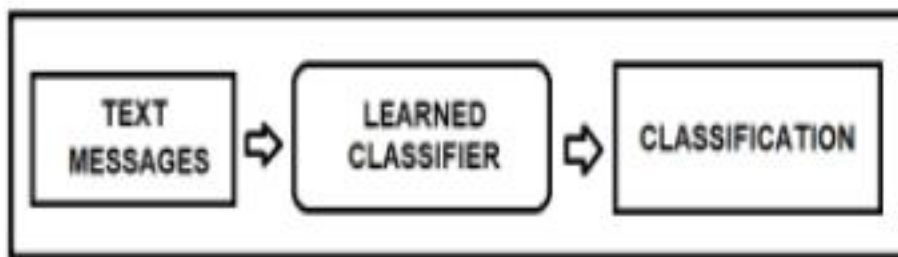 TEXT
MESSAGES
LEARNED
CLASSIFIER
CLASSIFICATION